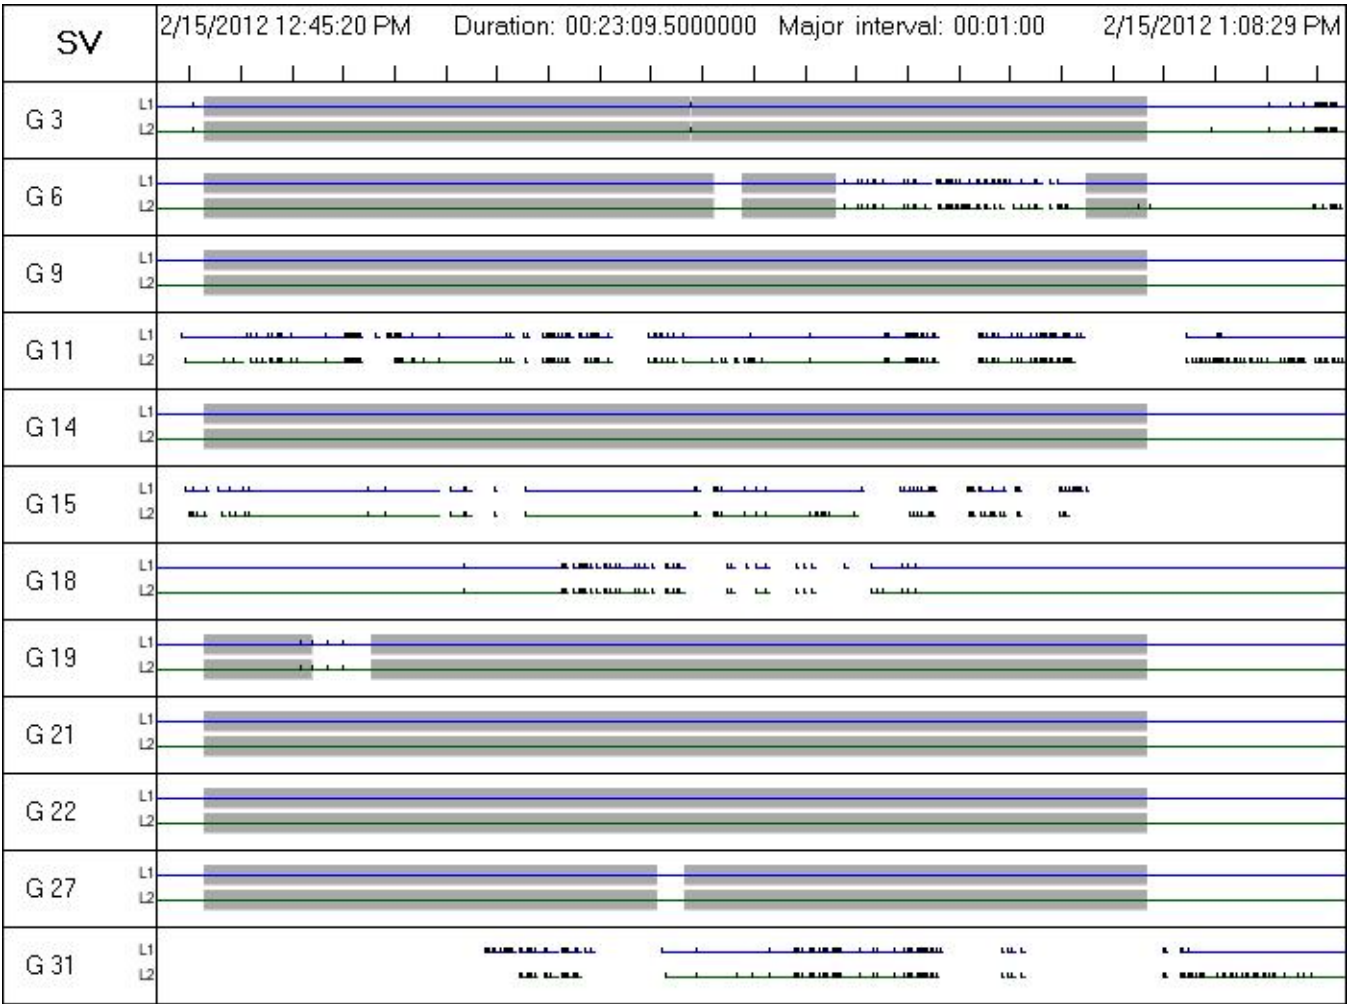 SV 2/15/2012 12:45:20 PM Duration: 00:23:09.5000000 Major interval: 00:01:00 2/15/2012 1:08:29 PM
G 3 L1
L2
G 6 L1
L2
G 9 L1
L2
G 11 L1
L2
G 14 L1
L2
G 15 L1
L2
G 18 L1
L2
G 19 L1
L2
G 21 L1
L2
G 22 L1
L2
G 27 L1
L2
G 31 L1
L2